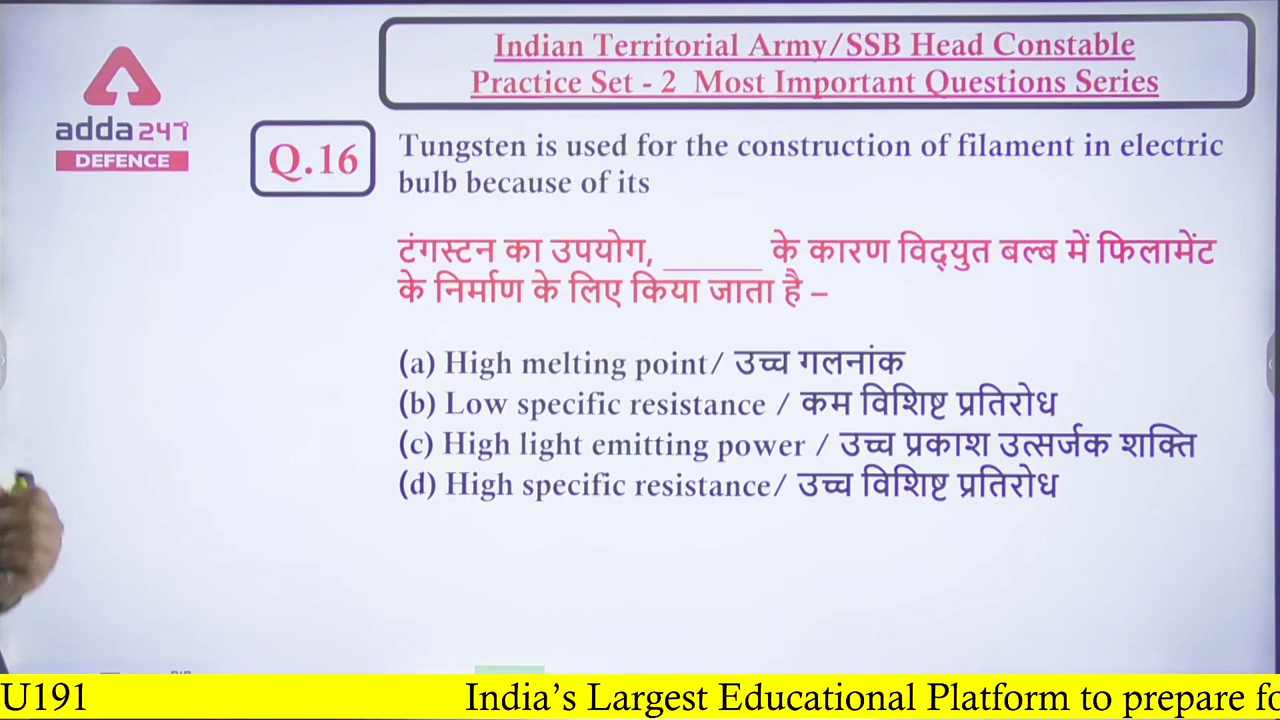 Indian Territorial Army/SSB Head Constable
Practice Set - 2 Most Important Questions Series
adda247
DEFENCE
Q.16
Tungsten is used for the construction of filament in electric
bulb because of its
टंगस्टन का उपयोग, ______ के कारण विद्युत बल्ब में फिलामेंट
के निर्माण के लिए किया जाता है –
(a) High melting point/ उच्च गलनांक
(b) Low specific resistance / कम विशिष्ट प्रतिरोध
(c) High light emitting power / उच्च प्रकाश उत्सर्जक शक्ति
(d) High specific resistance/ उच्च विशिष्ट प्रतिरोध
U191 India's Largest Educational Platform to prepare fo